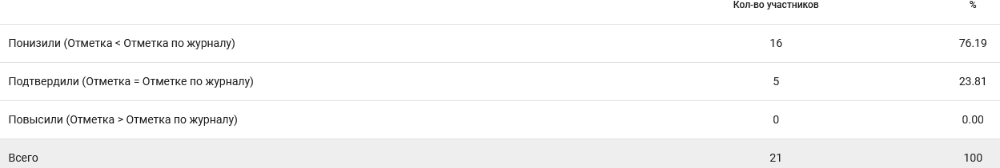 Кол-во участников %
Понизили (Отметка < Отметка по журналу) 16 76.19
Подтвердили (Отметка = Отметке по журналу) 5 23.81
Повысили (Отметка > Отметка по журналу) 0 0.00
Всего 21 100